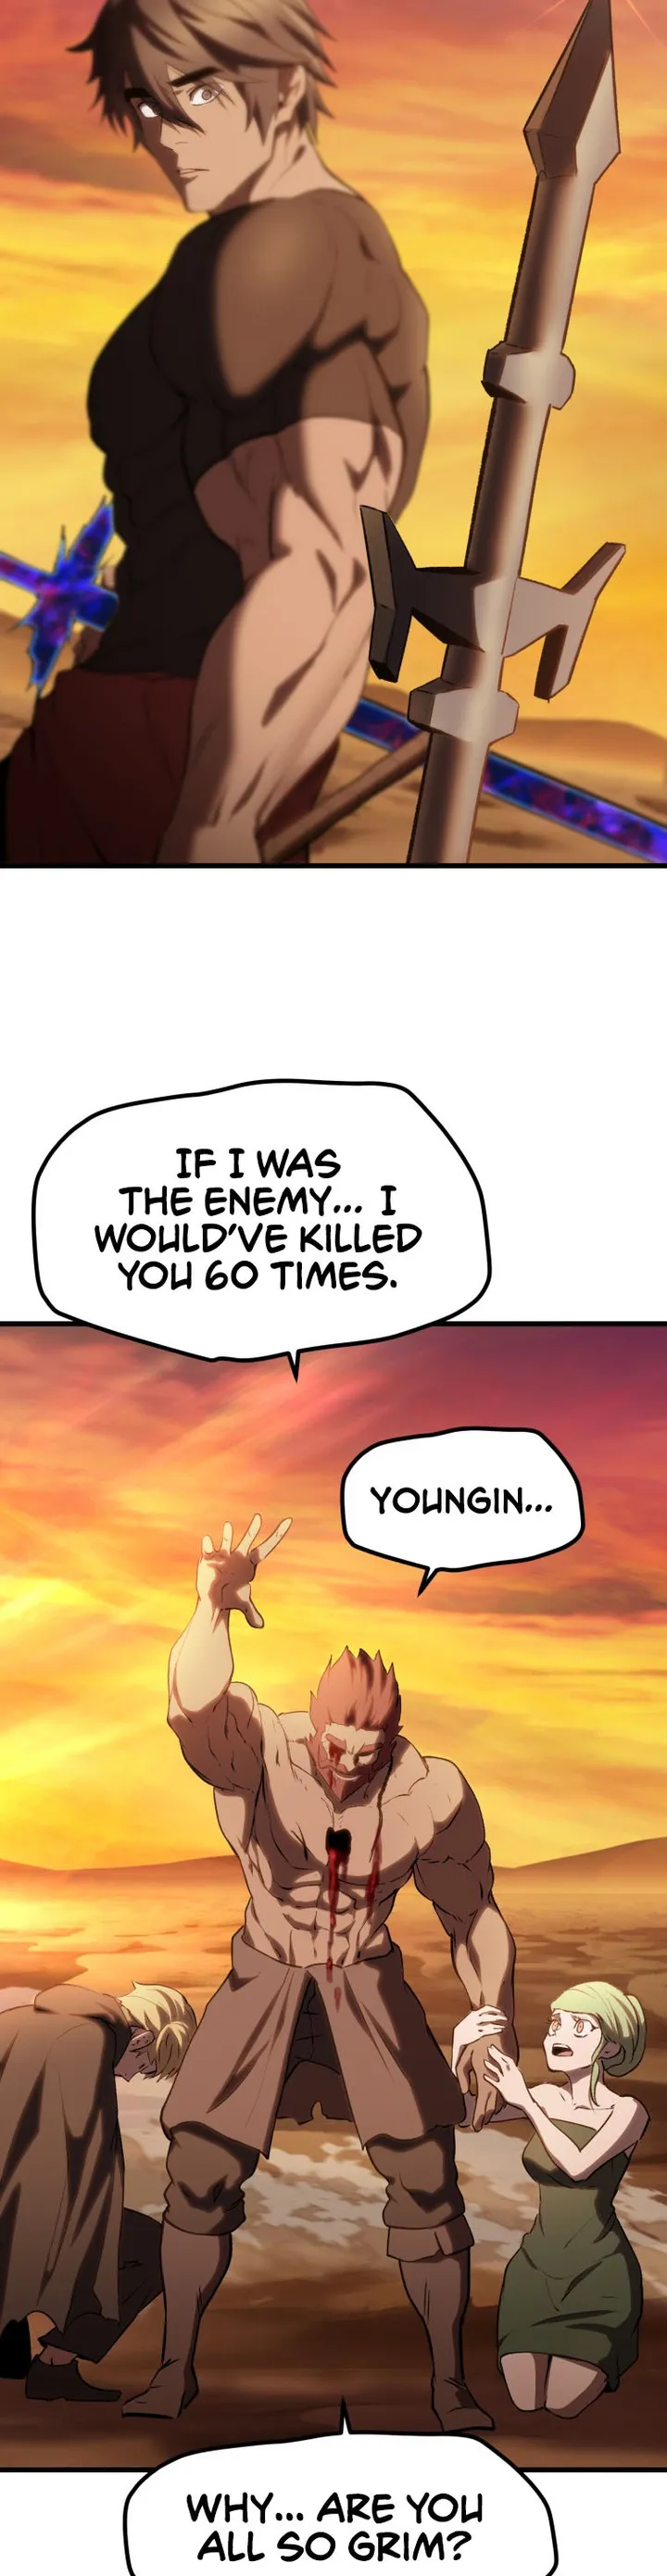 IF I WAS
THE ENEMY... I
WOULD'VE KILLED
YOU 60 TIMES.
YOUNGIN...
WHY... ARE YOU
ALL SO GRIM?